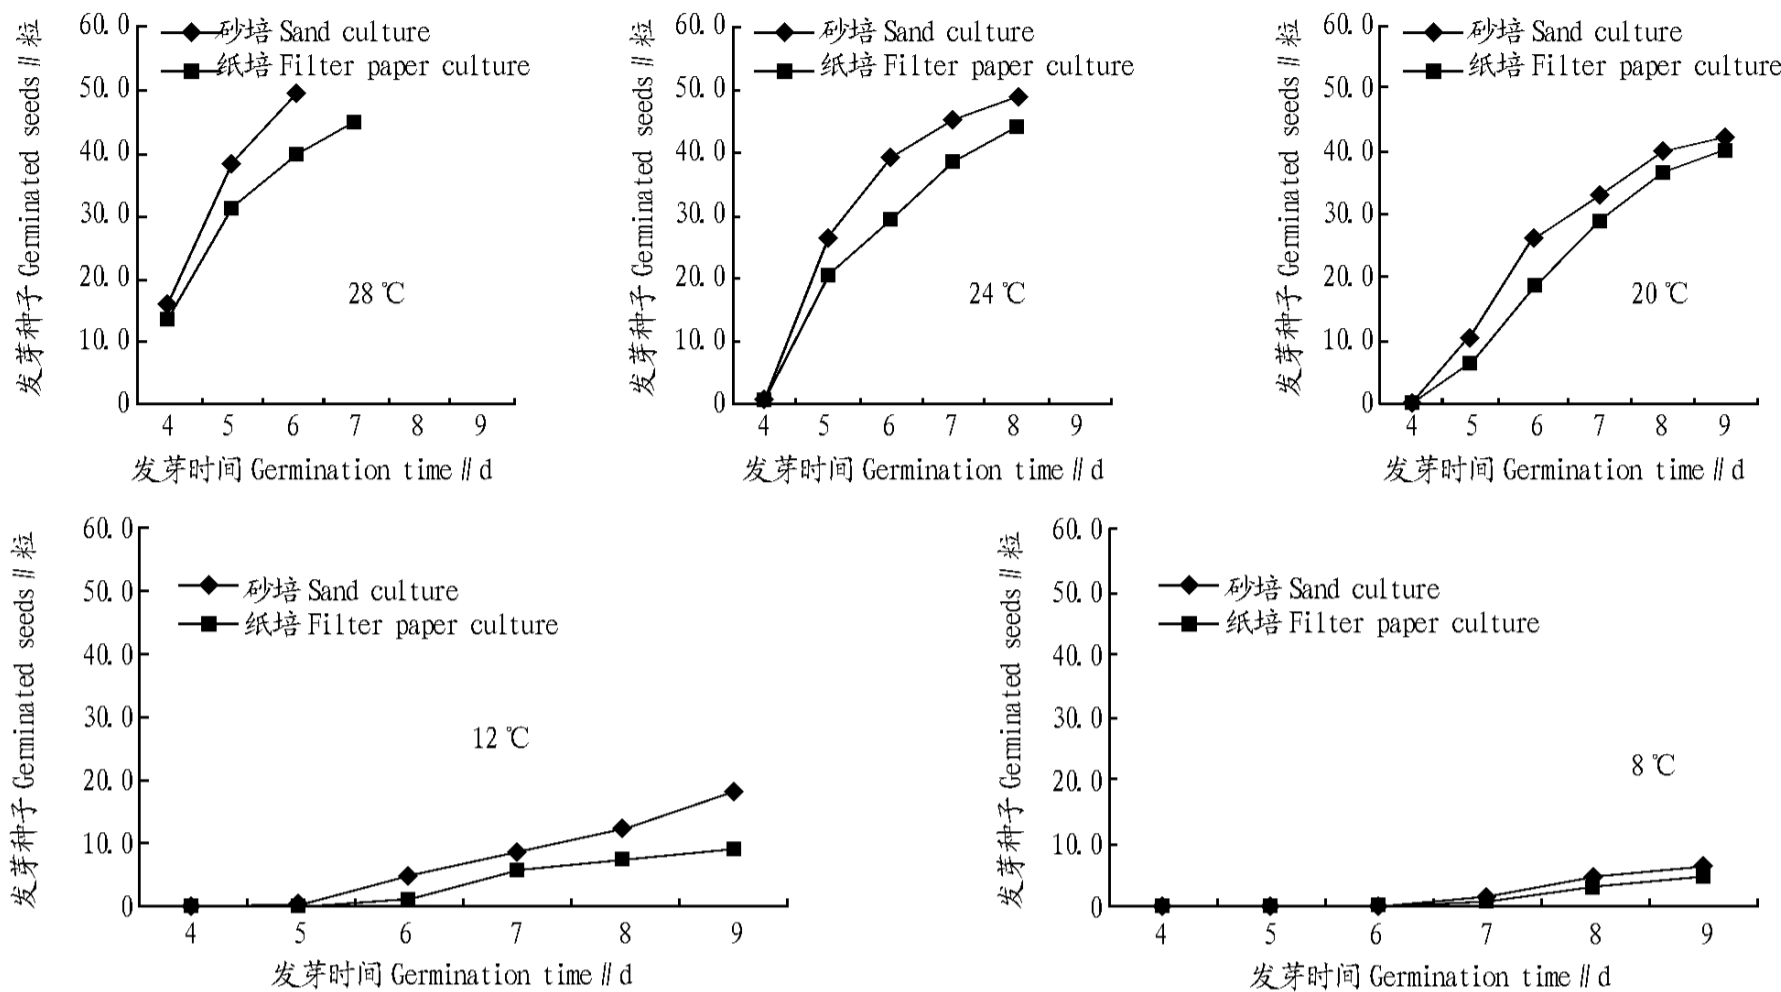 60.0
50.0
40.0
30.0
20.0
10.0
0
发芽种子 Germinated seeds∥粒
砂培 Sand culture
纸培 Filter paper culture
28 ℃
4 5 6 7 8 9
发芽时间 Germination time∥d
60.0
50.0
40.0
30.0
20.0
10.0
0
发芽种子 Germinated seeds∥粒
砂培 Sand culture
纸培 Filter paper culture
24 ℃
4 5 6 7 8 9
发芽时间 Germination time∥d
60.0
50.0
40.0
30.0
20.0
10.0
0
发芽种子 Germinated seeds∥粒
砂培 Sand culture
纸培 Filter paper culture
20 ℃
4 5 6 7 8 9
发芽时间 Germination time∥d
60.0
50.0
40.0
30.0
20.0
10.0
0
发芽种子 Germinated seeds∥粒
砂培 Sand culture
纸培 Filter paper culture
12 ℃
4 5 6 7 8 9
发芽时间 Germination time∥d
60.0
50.0
40.0
30.0
20.0
10.0
0
发芽种子 Germinated seeds∥粒
砂培 Sand culture
纸培 Filter paper culture
8 ℃
4 5 6 7 8 9
发芽时间 Germination time∥d